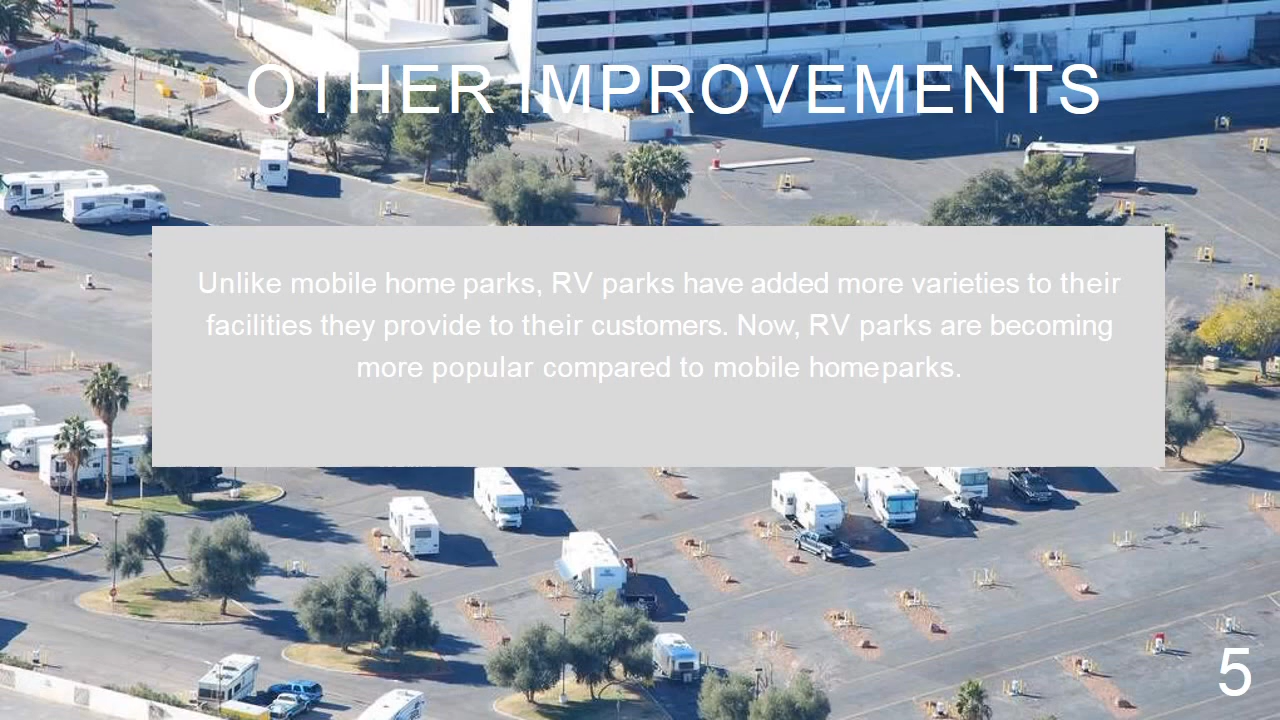 OTHER IMPROVEMENTS
Unlike mobile home parks, RV parks have added more varieties to their
facilities they provide to their customers. Now, RV parks are becoming
more popular compared to mobile homeparks.
5